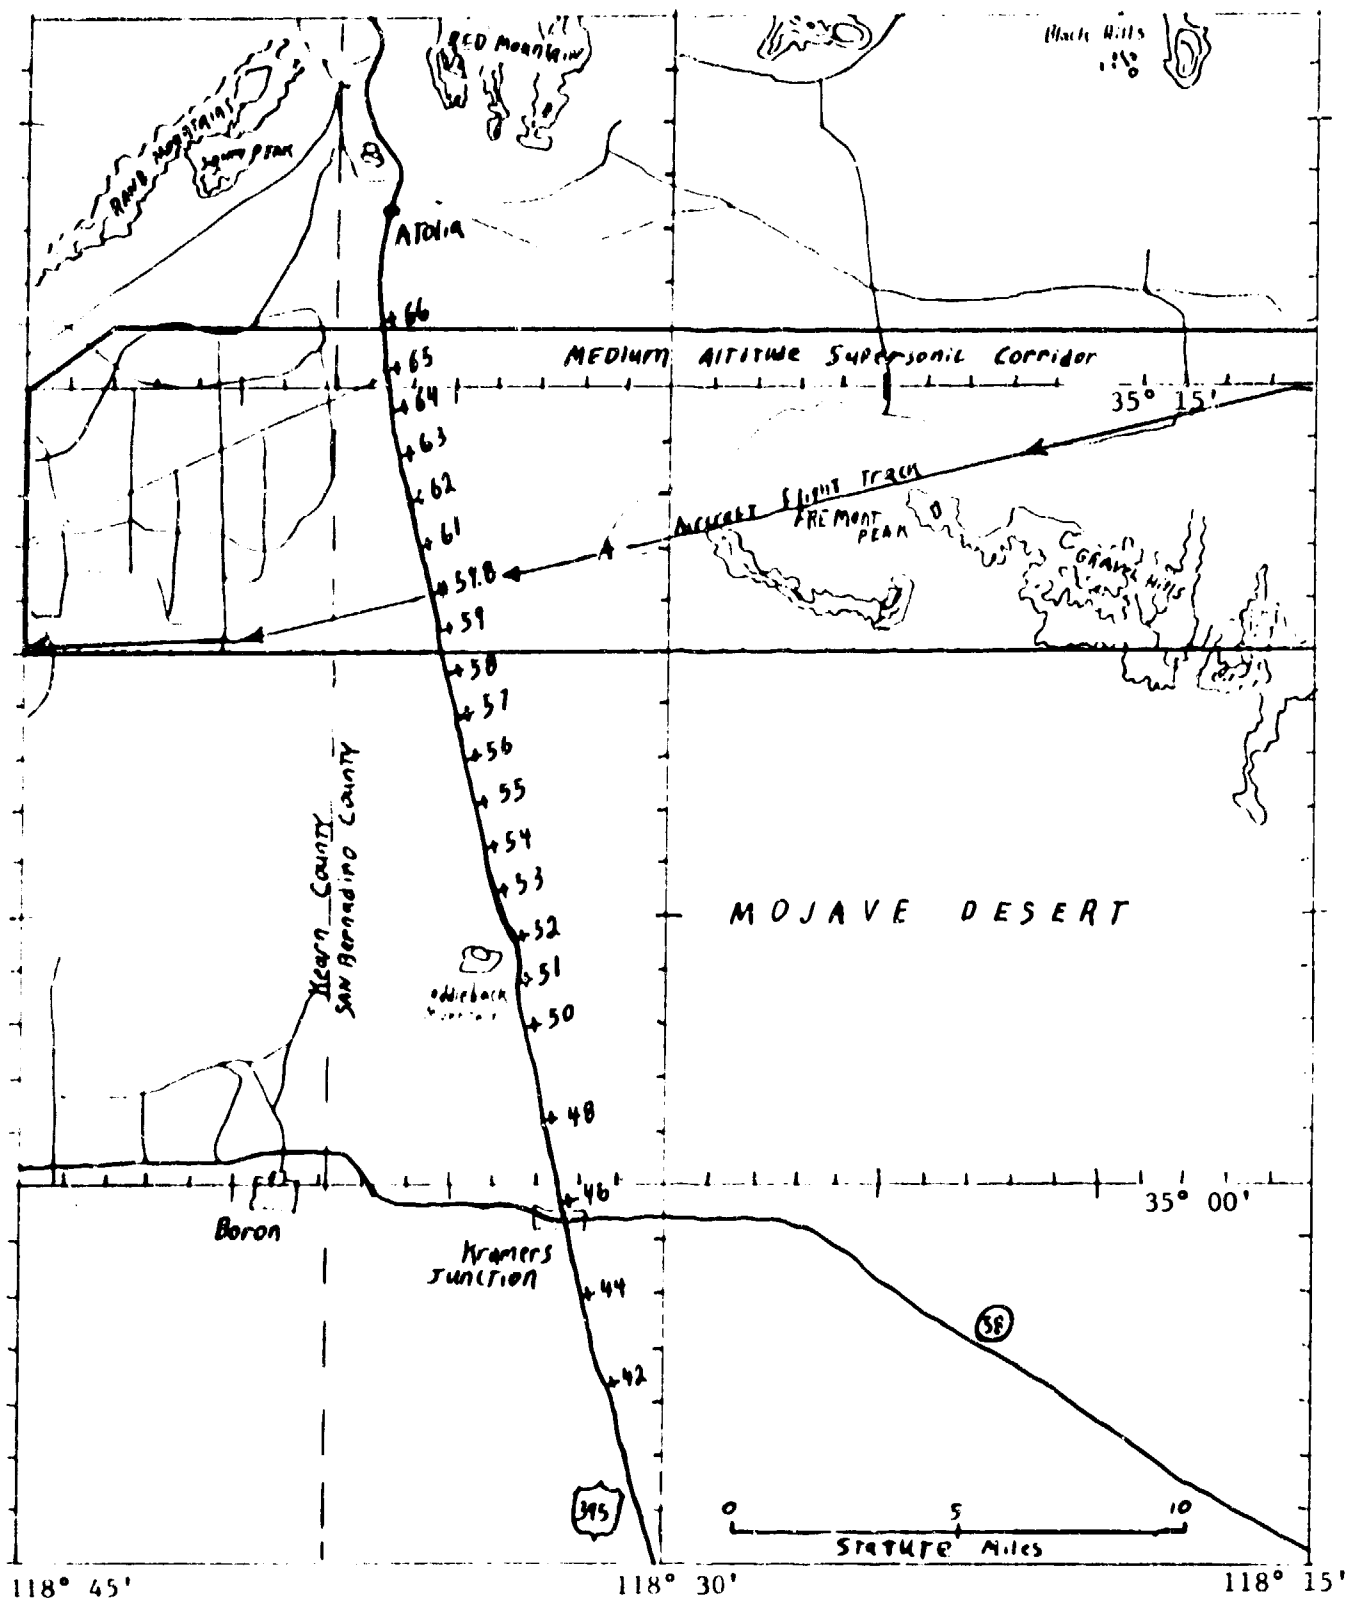 RED MOUNTAIN
Black Hills
RAND MOUNTAINS
PEAK
ATOlIA
66
MEDIUM AlTITUDE SUPERSONIC CORRIDOR
65
35° 15'
64
63
62
Aircraft Flight Track
FREMONT
PEAK
61
GRAVEL Hills
59.8
59
58
57
56
55
54
53
Kearn County
SAN Bernadino County
MOJAVE DESERT
52
51
50
48
46
35° 00'
Boron
Kramers
Junction
44
58
42
395
0 5 10
STATUTE Miles
118° 45' 118° 30' 118° 15'